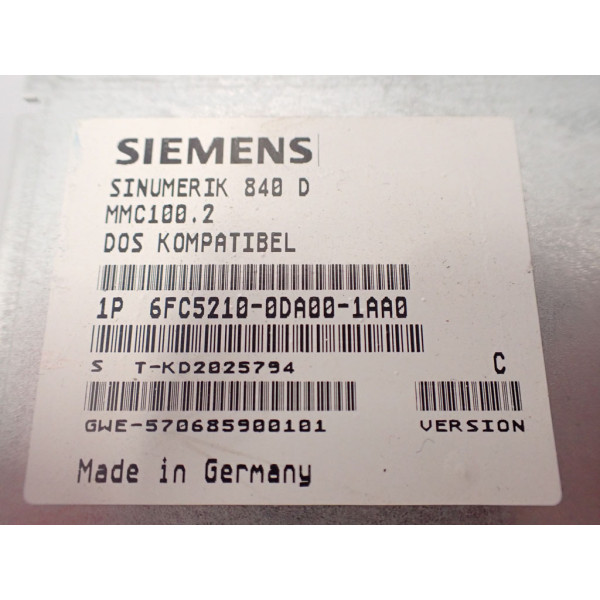 SIEMENS
SINUMERIK 840 D
MMC100.2
DOS KOMPATIBEL
1P 6FC5210-0DA00-1AA0
S T-KD2025794 C
GWE-570685900101 VERSION
Made in Germany